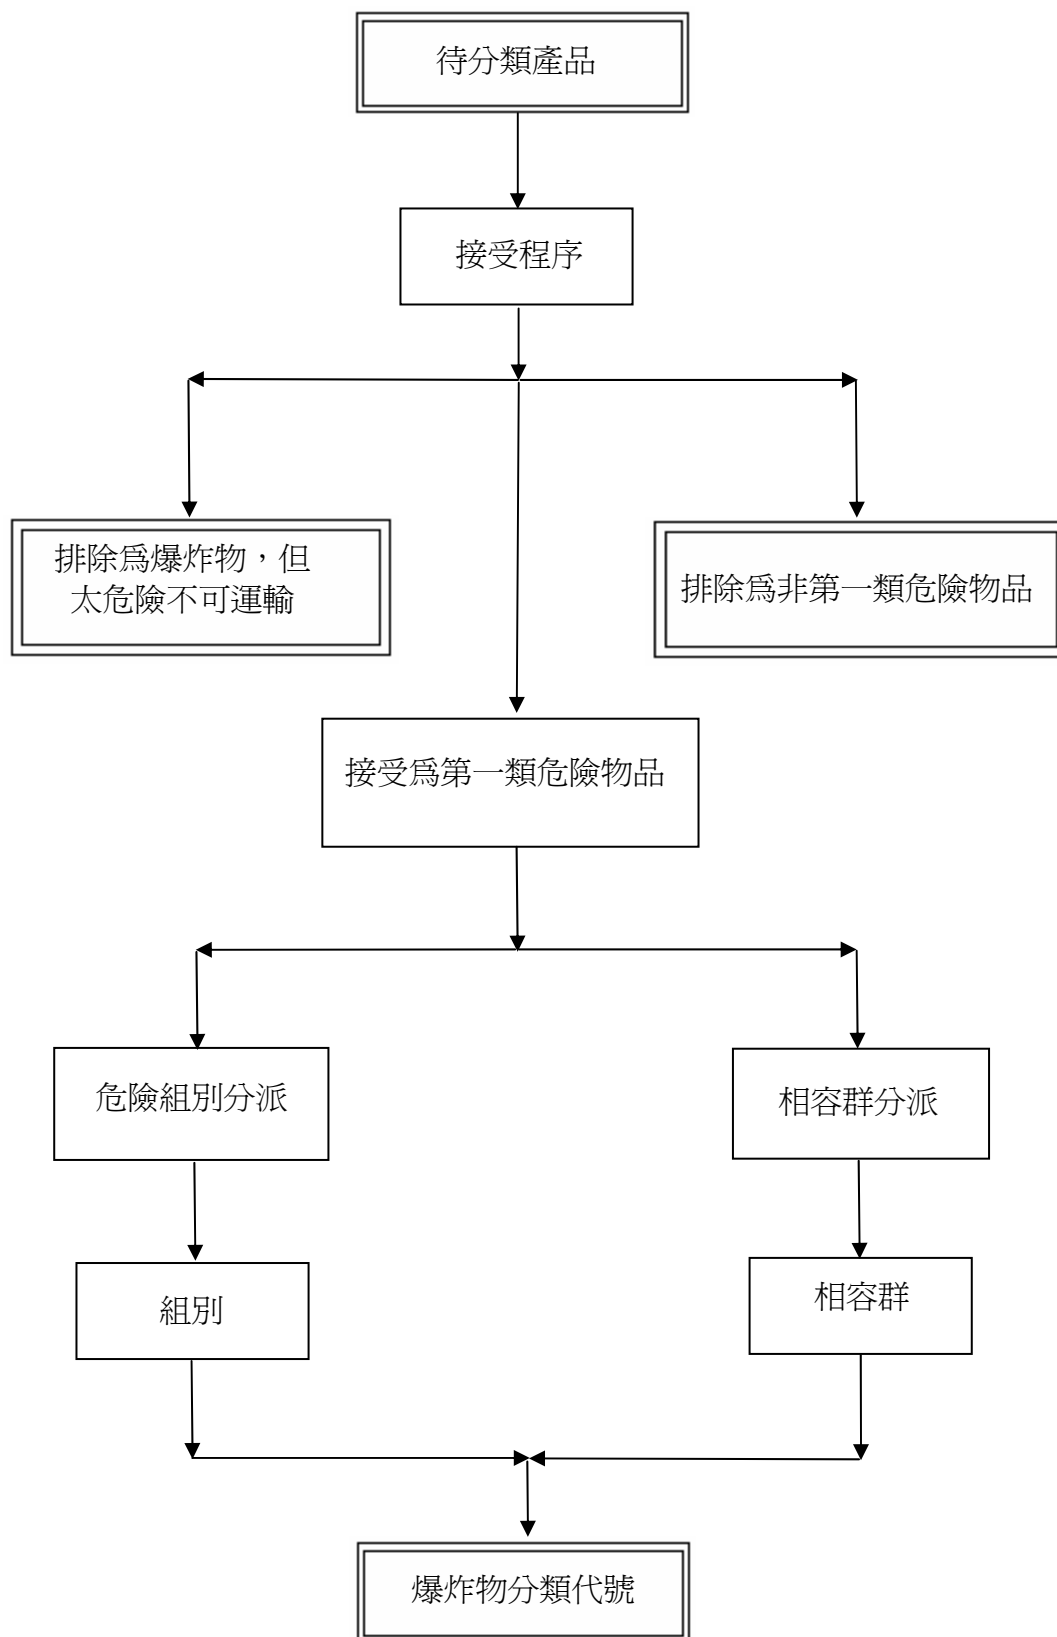 待分類產品
接受程序
排除爲爆炸物，但
太危險不可運輸
排除爲非第一類危險物品
接受爲第一類危險物品
危險組別分派
相容群分派
組別
相容群
爆炸物分類代號